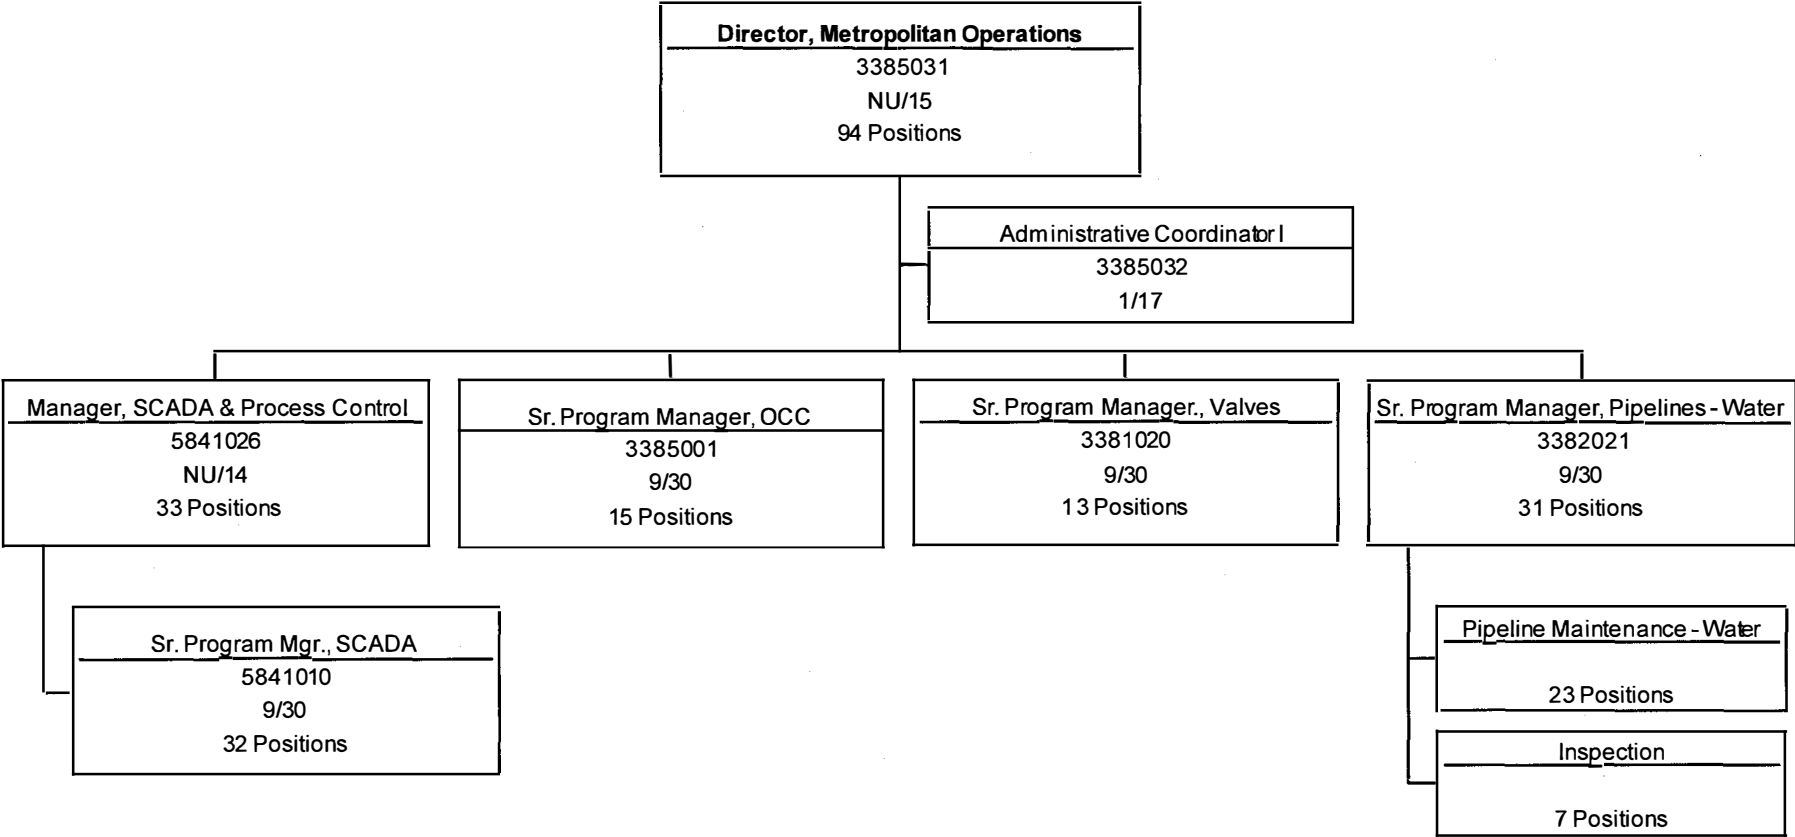 Director, Metropolitan Operations
3385031
NU/15
94 Positions
Administrative Coordinator I
3385032
1/17
Manager, SCADA & Process Control
5841026
NU/14
33 Positions
Sr. Program Manager, OCC
3385001
9/30
15 Positions
Sr. Program Manager., Valves
3381020
9/30
13 Positions
Sr. Program Manager, Pipelines - Water
3382021
9/30
31 Positions
Sr. Program Mgr., SCADA
5841010
9/30
32 Positions
Pipeline Maintenance - Water
23 Positions
Inspection
7 Positions